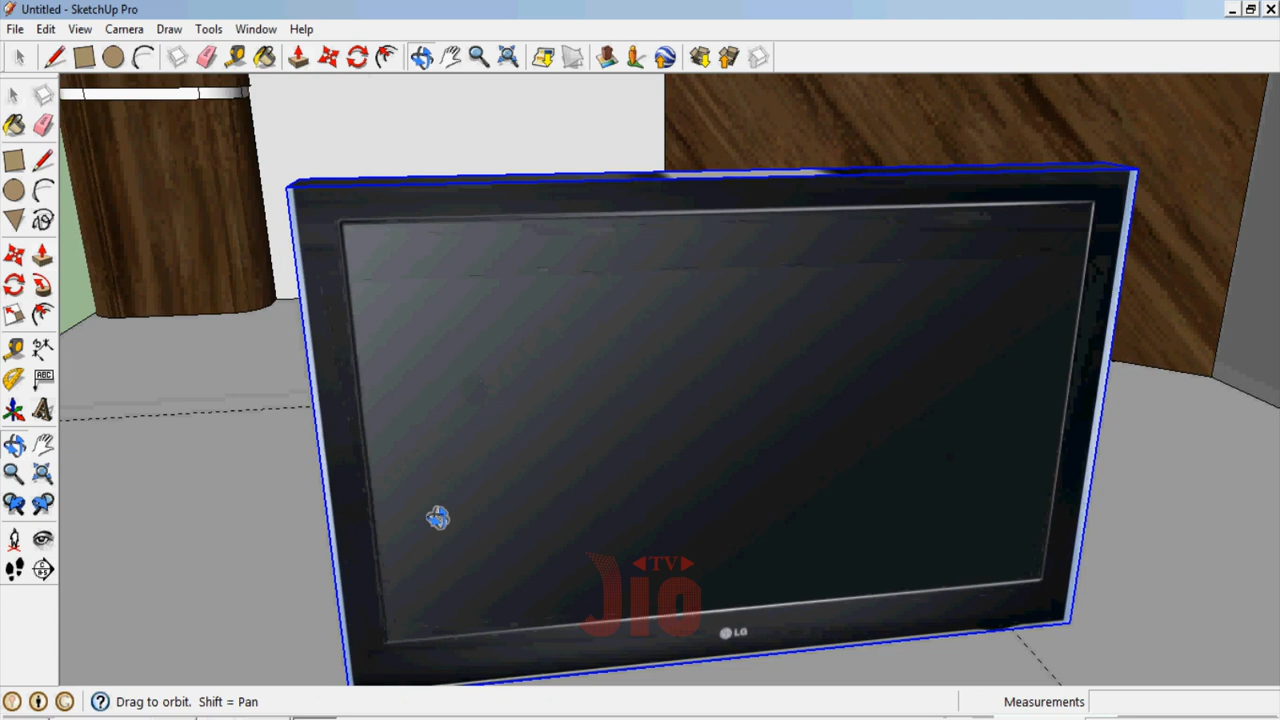 Untitled - SketchUp Pro
File Edit View Camera Draw Tools Window Help
ABC
TV
JIO
LG
Drag to orbit. Shift = Pan
Measurements